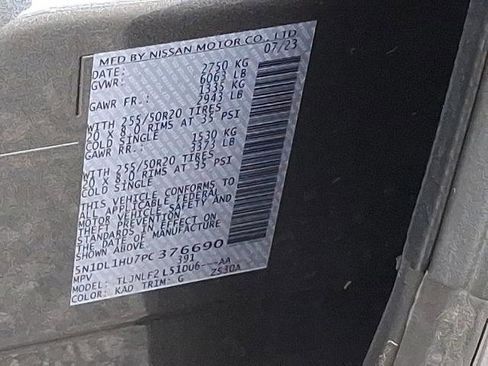 MFD BY NISSAN MOTOR CO., LTD
DATE: 07/23
GVWR: 2750 KG
6063 LB
GAWR FR.: 1335 KG
2943 LB
WITH 255/50R20 TIRES
20 X 8.0 RIMS AT 35 PSI
COLD SINGLE
GAWR RR.: 1530 KG
3373 LB
WITH 255/50R20 TIRES
20 X 8.0 RIMS AT 35 PSI
COLD SINGLE
THIS VEHICLE CONFORMS TO
ALL APPLICABLE FEDERAL
MOTOR VEHICLE SAFETY AND
THEFT PREVENTION
STANDARDS IN EFFECT ON
THE DATE OF MANUFACTURE
SHOWN ABOVE
5N1DL1HU7PC376690
MPV 391
MODEL: TLJNLF2L51DU6---AA
COLOR: KAD TRIM: G Z530A